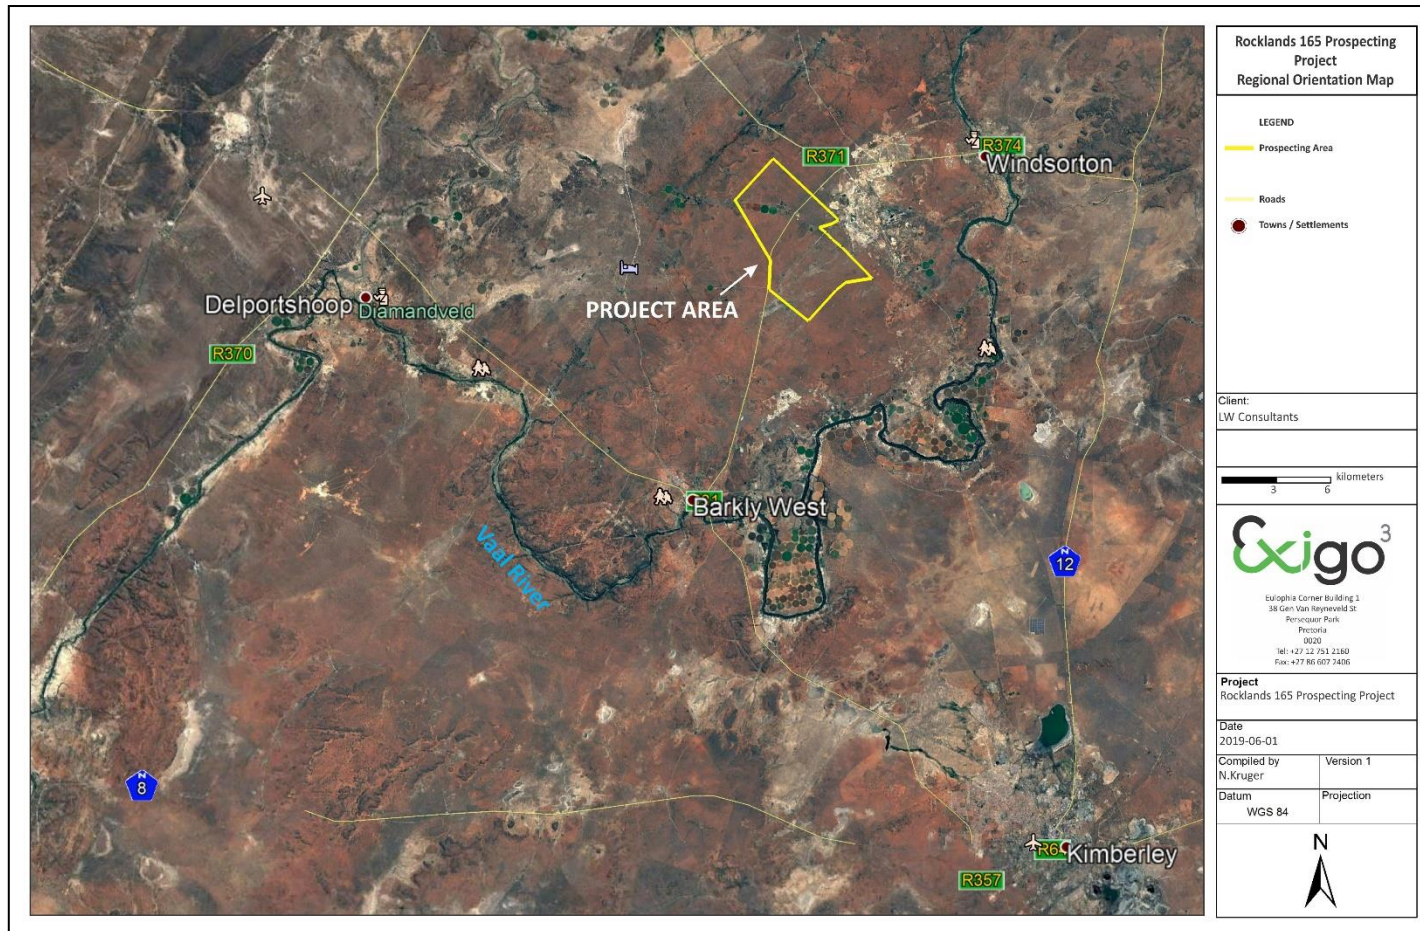 R371
R374
Windsorton
PROJECT AREA
Delportshoop
Diamandveld
R370
Barkly West
Vaal River
N
12
N
8
Kimberley
R357
Rocklands 165 Prospecting
Project
Regional Orientation Map
LEGEND
Prospecting Area
Roads
Towns / Settlements
Client:
LW Consultants
kilometers
3 6
Exigo3
Eulophia Corner Building 1
38 Gen Van Reyneveld St
Persequor Park
Pretoria
0020
Tel: +27 12 751 2160
Fax: +27 86 607 2406
Project
Rocklands 165 Prospecting Project
Date
2019-06-01
Compiled by Version 1
N.Kruger
Datum Projection
WGS 84
N